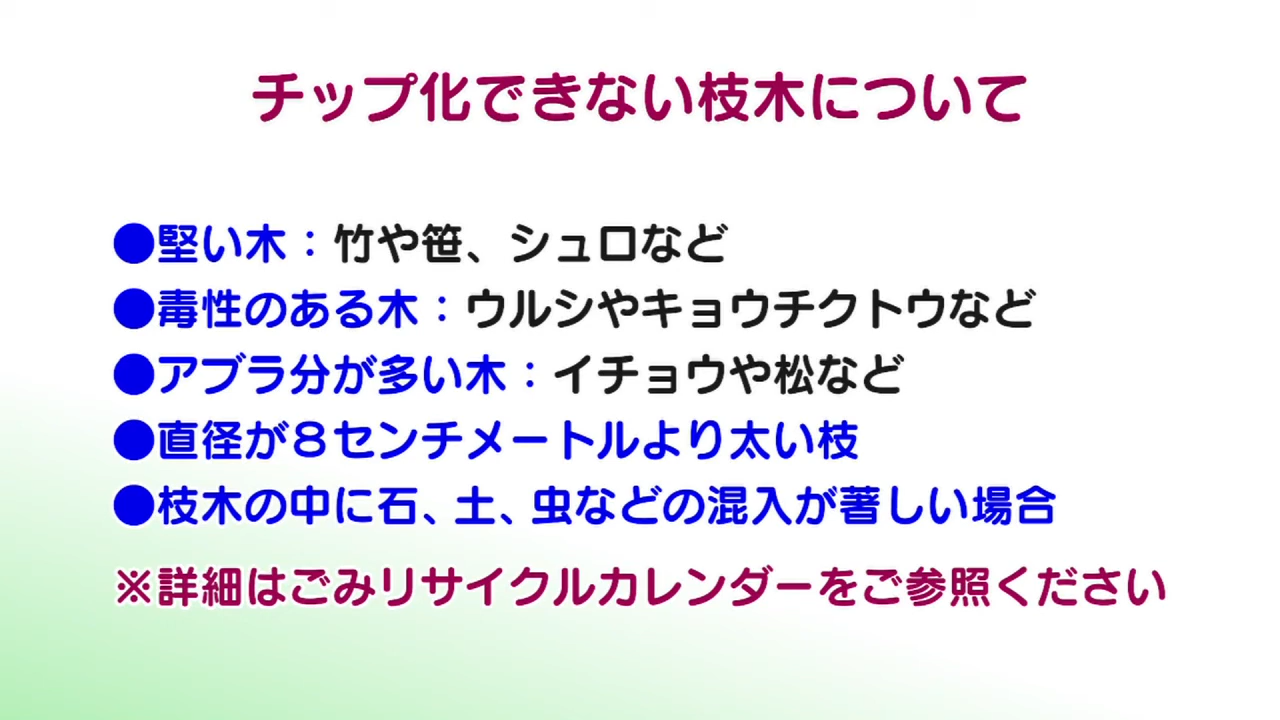 チップ化できない枝木について
●堅い木：竹や笹、シュロなど
●毒性のある木：ウルシやキョウチクトウなど
●アブラ分が多い木：イチョウや松など
●直径が８センチメートルより太い枝
●枝木の中に石、土、虫などの混入が著しい場合
※詳細はごみリサイクルカレンダーをご参照ください